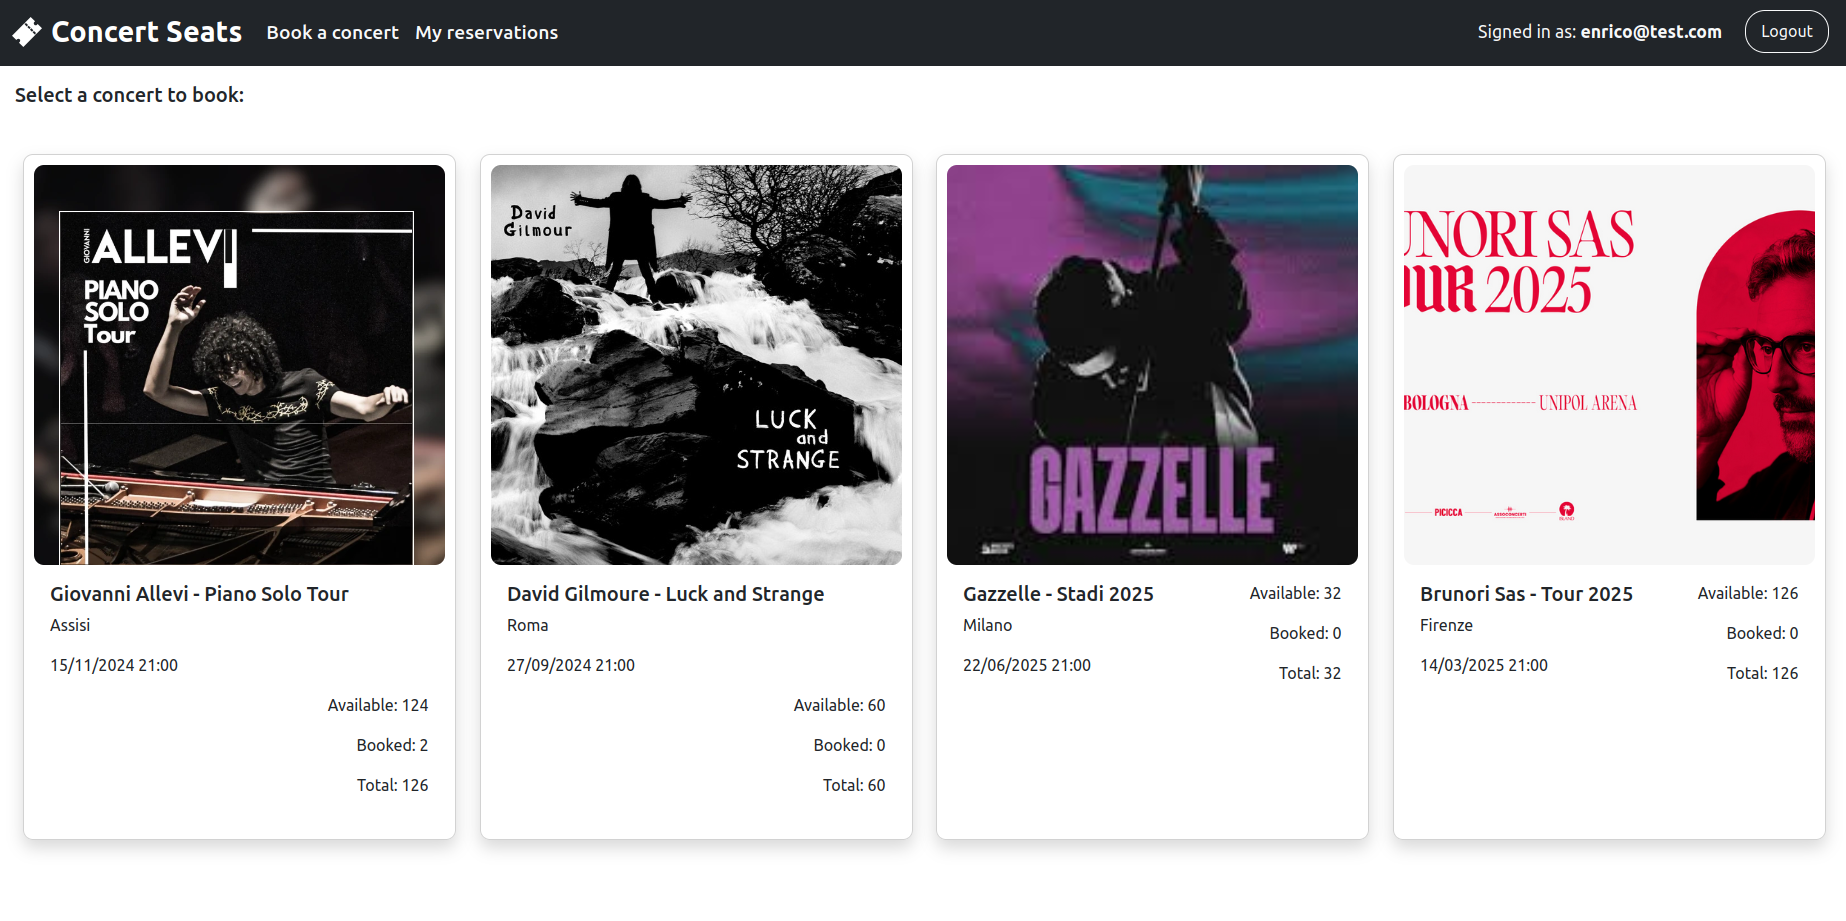 Concert Seats
Book a concert
My reservations
Signed in as: enrico@test.com
Logout
Select a concert to book:
GIOVANNI
ALLEVI
PIANO
SOLO
Tour
Giovanni Allevi - Piano Solo Tour
Assisi
15/11/2024 21:00
Available: 124
Booked: 2
Total: 126
David
Gilmour
LUCK
and
STRANGE
David Gilmoure - Luck and Strange
Roma
27/09/2024 21:00
Available: 60
Booked: 0
Total: 60
GAZZELLE
Gazzelle - Stadi 2025
Milano
22/06/2025 21:00
Available: 32
Booked: 0
Total: 32
UNORI SAS
OUR 2025
BOLOGNA UNIPOL ARENA
PICICCA
ASSOCONCERTI
ISLAND
Brunori Sas - Tour 2025
Firenze
14/03/2025 21:00
Available: 126
Booked: 0
Total: 126